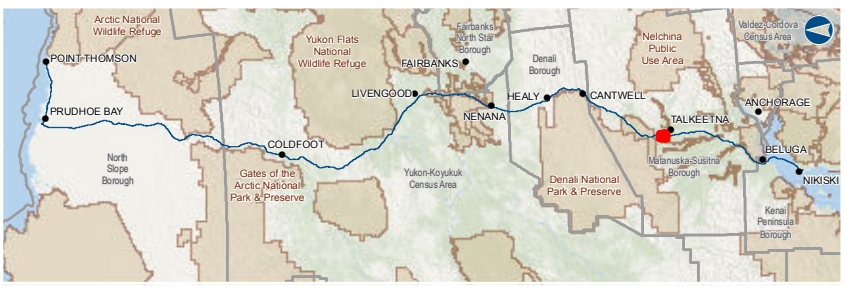 Arctic National
Wildlife Refuge
POINT THOMSON
PRUDHOE BAY
North
Slope
Borough
COLDFOOT
Gates of the
Arctic National
Park & Preserve
Yukon Flats
National
Wildlife Refuge
LIVENGOOD
FAIRBANKS
Fairbanks
North Star
Borough
NENANA
Yukon-Koyukuk
Census Area
Denali
Borough
HEALY
CANTWELL
Denali National
Park & Preserve
Nelchina
Public
Use Area
TALKEETNA
Matanuska-Susitna
Borough
Valdez-Cordova
Census Area
ANCHORAGE
BELUGA
NIKISKI
Kenai
Peninsula
Borough